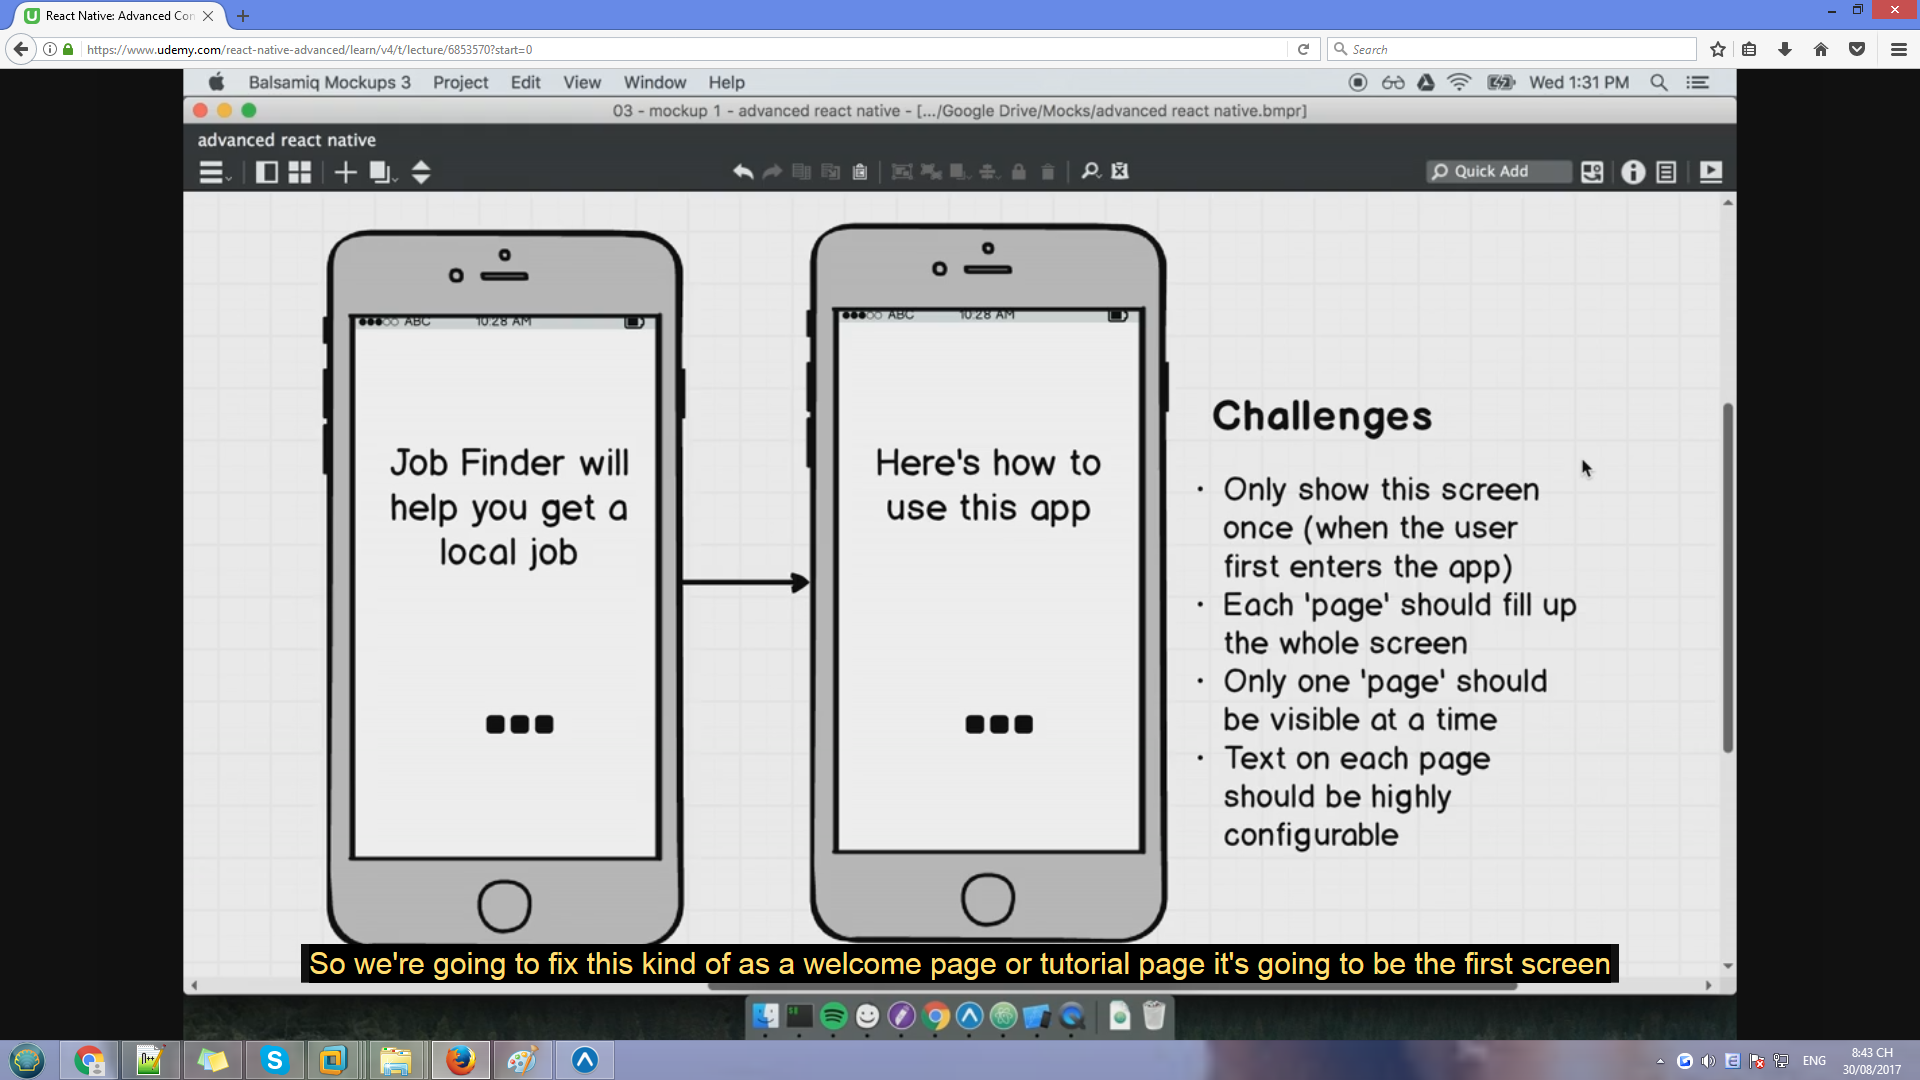 React Native: Advanced Con
https://www.udemy.com/react-native-advanced/learn/v4/t/lecture/6853570?start=0
Search
Balsamiq Mockups 3 Project Edit View Window Help
Wed 1:31 PM
03 - mockup 1 - advanced react native - [.../Google Drive/Mocks/advanced react native.bmpr]
advanced react native
Quick Add
ABC 10:28 AM
Job Finder will
help you get a
local job
ABC 10:28 AM
Here's how to
use this app
Challenges
• Only show this screen
once (when the user
first enters the app)
• Each 'page' should fill up
the whole screen
• Only one 'page' should
be visible at a time
• Text on each page
should be highly
configurable
So we're going to fix this kind of as a welcome page or tutorial page it's going to be the first screen
ENG
8:43 CH
30/08/2017